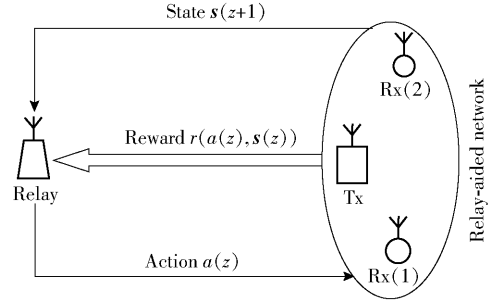 State s(z+1)
Rx(2)
Reward r(a(z),s(z))
Relay
Tx
Rx(1)
Action a(z)
Relay-aided network